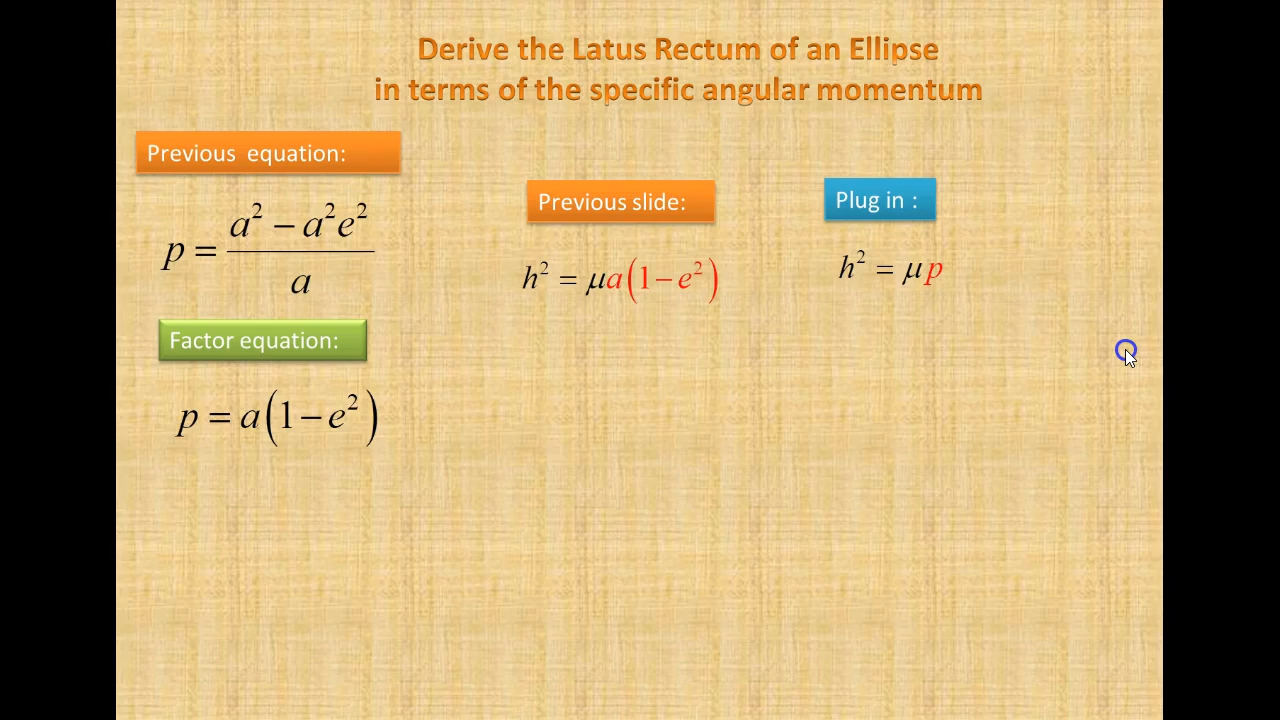 Derive the Latus Rectum of an Ellipse
in terms of the specific angular momentum
Previous equation:
p = (a² − a²e²) / a
Factor equation:
p = a(1 − e²)
Previous slide:
h² = μa(1 − e²)
Plug in :
h² = μp